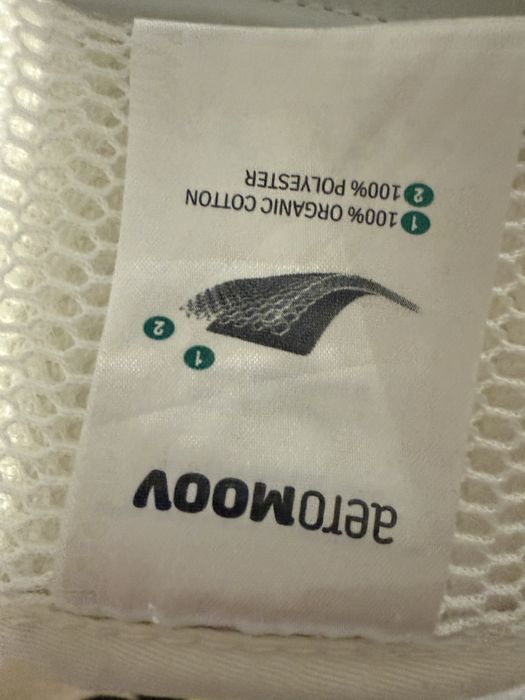 aeroMOOV
1
2
1 100% ORGANIC COTTON
2 100% POLYESTER